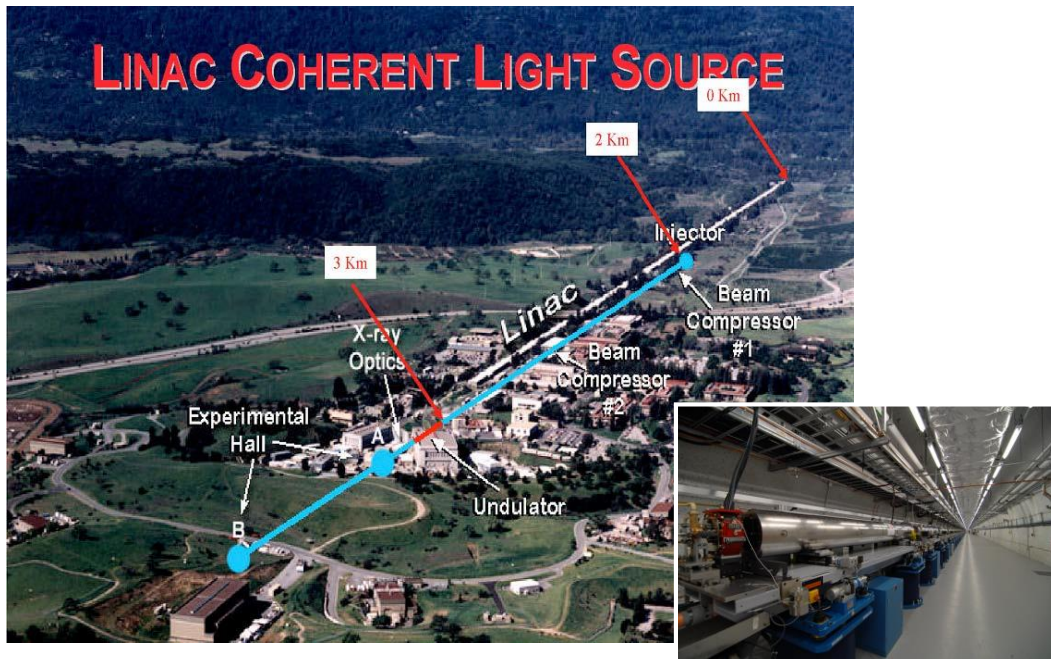 LINAC COHERENT LIGHT SOURCE
0 Km
2 Km
Injector
3 Km
Linac
Beam
Compressor
#1
X-ray
Optics
Beam
Compressor
#2
Experimental
Hall
A
Undulator
B